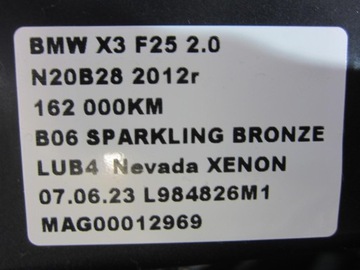 BMW X3 F25 2.0
N20B28 2012r
162 000KM
B06 SPARKLING BRONZE
LUB4 Nevada XENON
07.06.23 L984826M1
MAG00012969